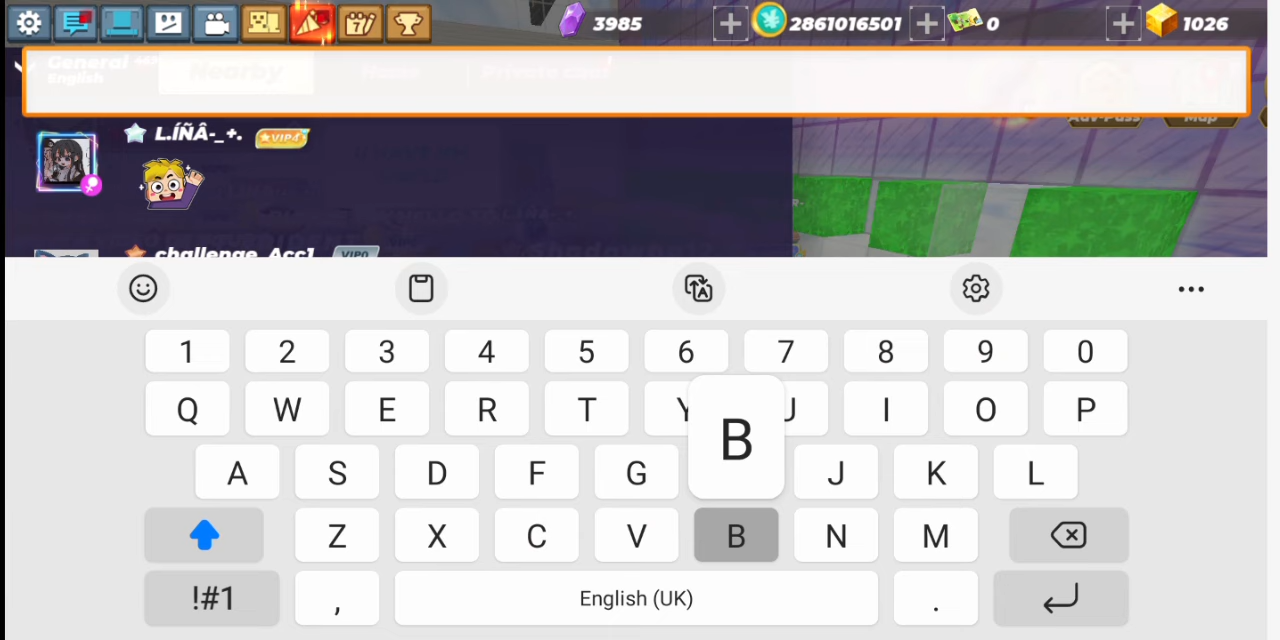 3985
2861016501
0
1026
General
English
Nearby
Home
Adv-Pass
Map
L.ÍÑÂ-_+.
VIP4
challenge_Acc1
VIP0
1 2 3 4 5 6 7 8 9 0
Q W E R T Y U I O P
B
A S D F G J K L
Z X C V B N M
!#1 , English (UK) .